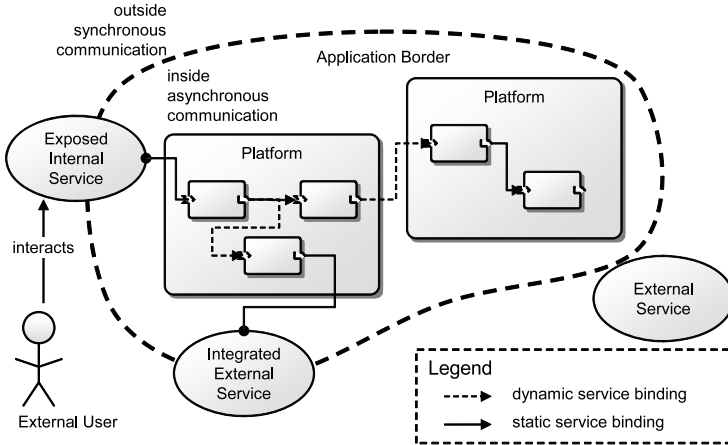 outside
synchronous
communication
Application Border
inside
asynchronous
communication
Platform
Exposed
Internal
Service
Platform
interacts
External
Service
Integrated
External
Service
External User
Legend
dynamic service binding
static service binding